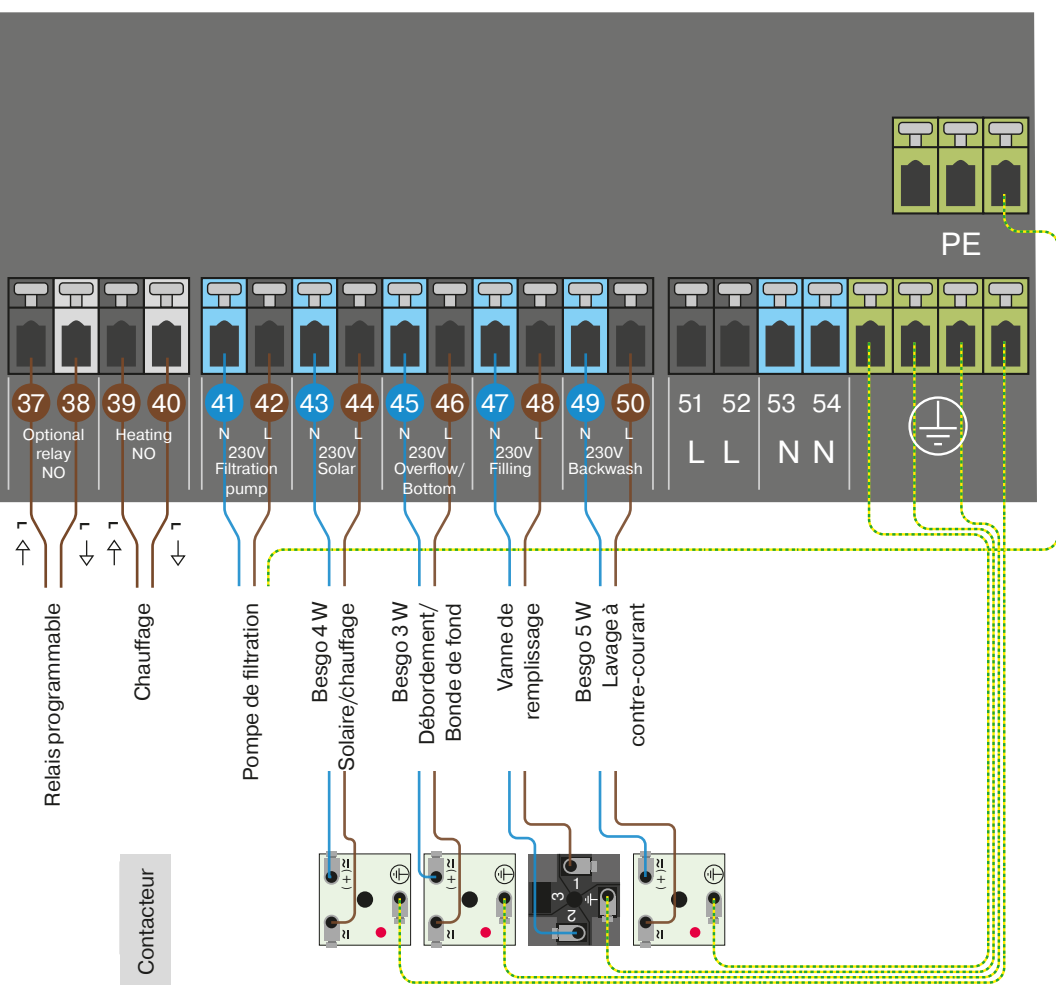 PE
37 38 39 40 41 42 43 44 45 46 47 48 49 50 51 52 53 54
Optional
relay
NO
Heating
NO
N L
230V
Filtration
pump
N L
230V
Solar
N L
230V
Overflow/
Bottom
N L
230V
Filling
N L
230V
Backwash
L L N N
L L L L
Relais programmable
Chauffage
Pompe de filtration
Besgo 4 W
Solaire/chauffage
Besgo 3 W
Débordement/
Bonde de fond
Vanne de
remplissage
Besgo 5 W
Lavage à
contre-courant
Contacteur
≈(+)
≈
≈(+)
≈
1
3
2
≈(+)
≈